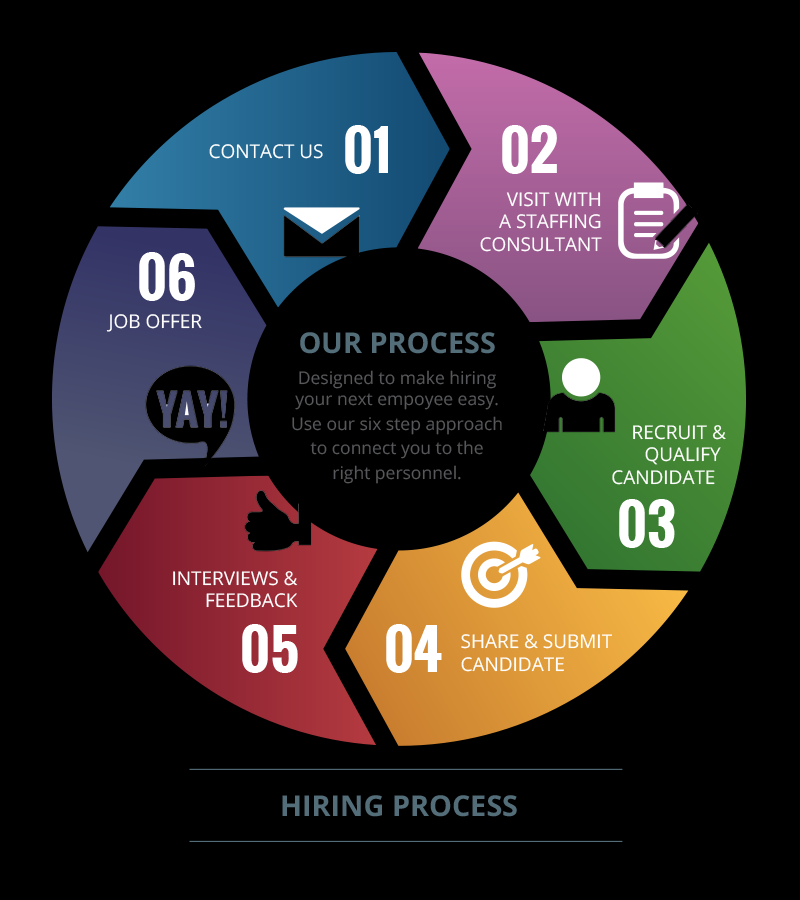 CONTACT US
01
02
VISIT WITH
A STAFFING
CONSULTANT
RECRUIT &
QUALIFY
CANDIDATE
03
04
SHARE & SUBMIT
CANDIDATE
INTERVIEWS &
FEEDBACK
05
06
JOB OFFER
YAY!
OUR PROCESS
Designed to make hiring
your next empoyee easy.
Use our six step approach
to connect you to the
right personnel.
HIRING PROCESS